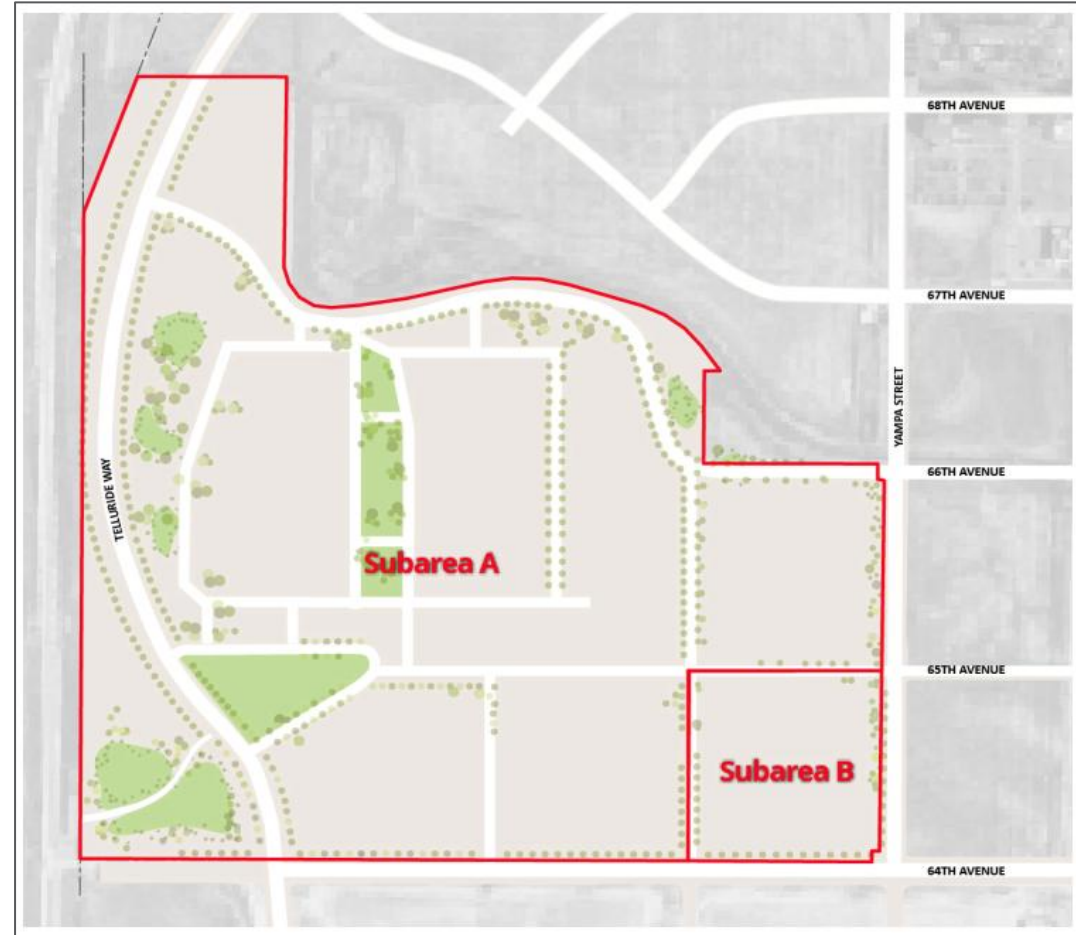 68TH AVENUE
67TH AVENUE
YAMPA STREET
66TH AVENUE
TELLURIDE WAY
Subarea A
65TH AVENUE
Subarea B
64TH AVENUE